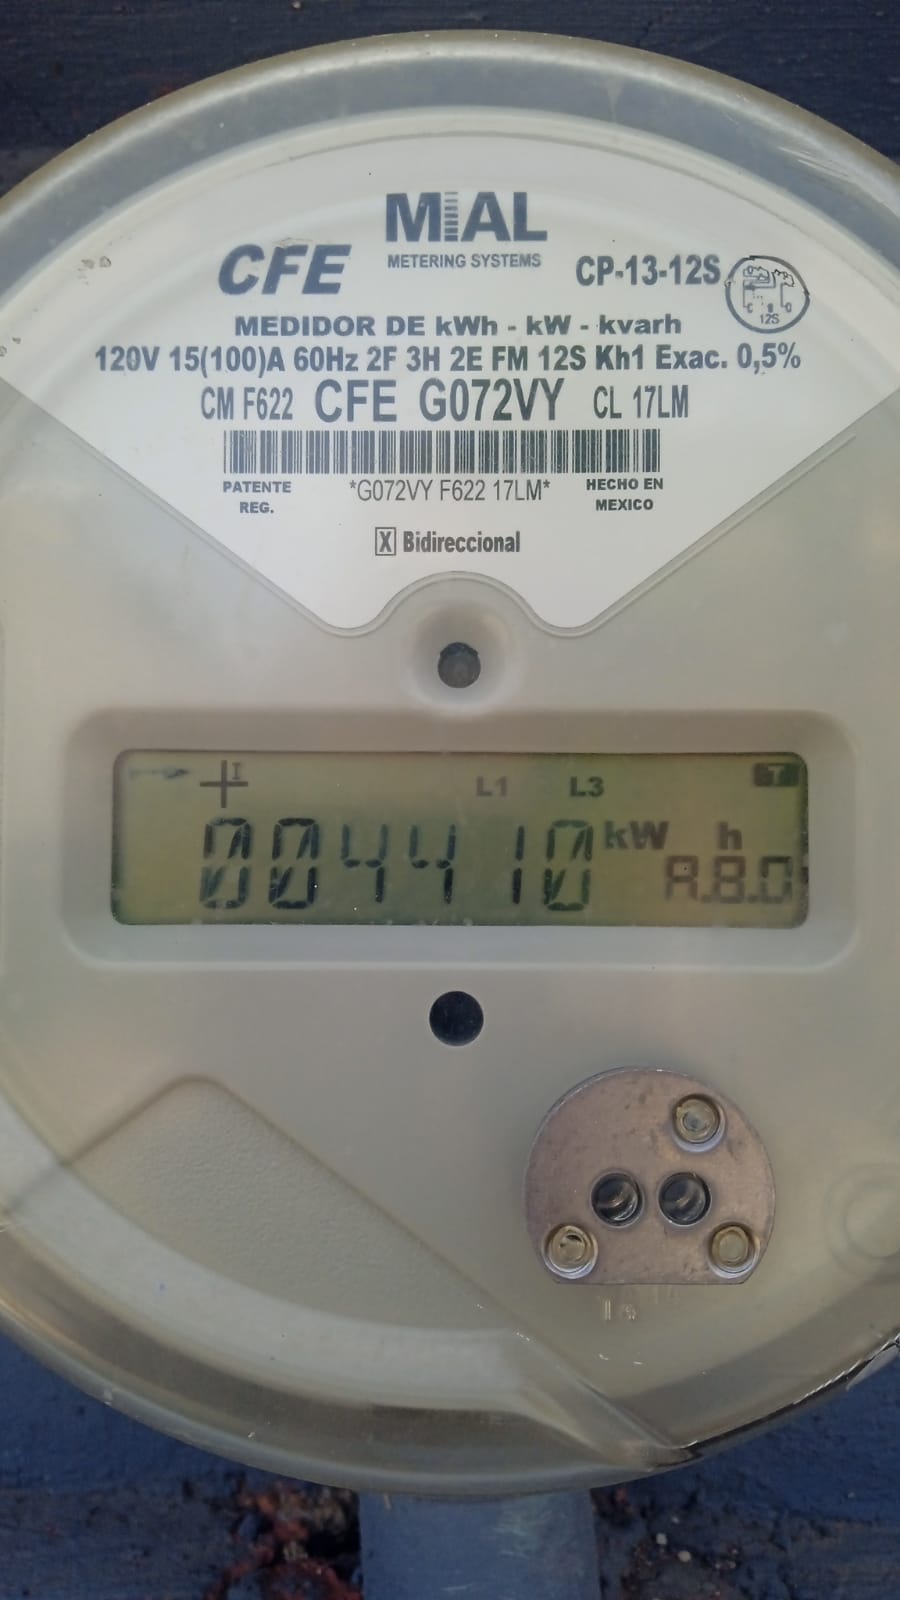 MIAL
METERING SYSTEMS
CFE
CP-13-12S
12S
MEDIDOR DE kWh - kW - kvarh
120V 15(100)A 60Hz 2F 3H 2E FM 12S Kh1 Exac. 0,5%
CM F622 CFE G072VY CL 17LM
PATENTE REG.
*G072VY F622 17LM*
HECHO EN MEXICO
X Bidireccional
L1 L3 T
004410 kW h
A.8.0